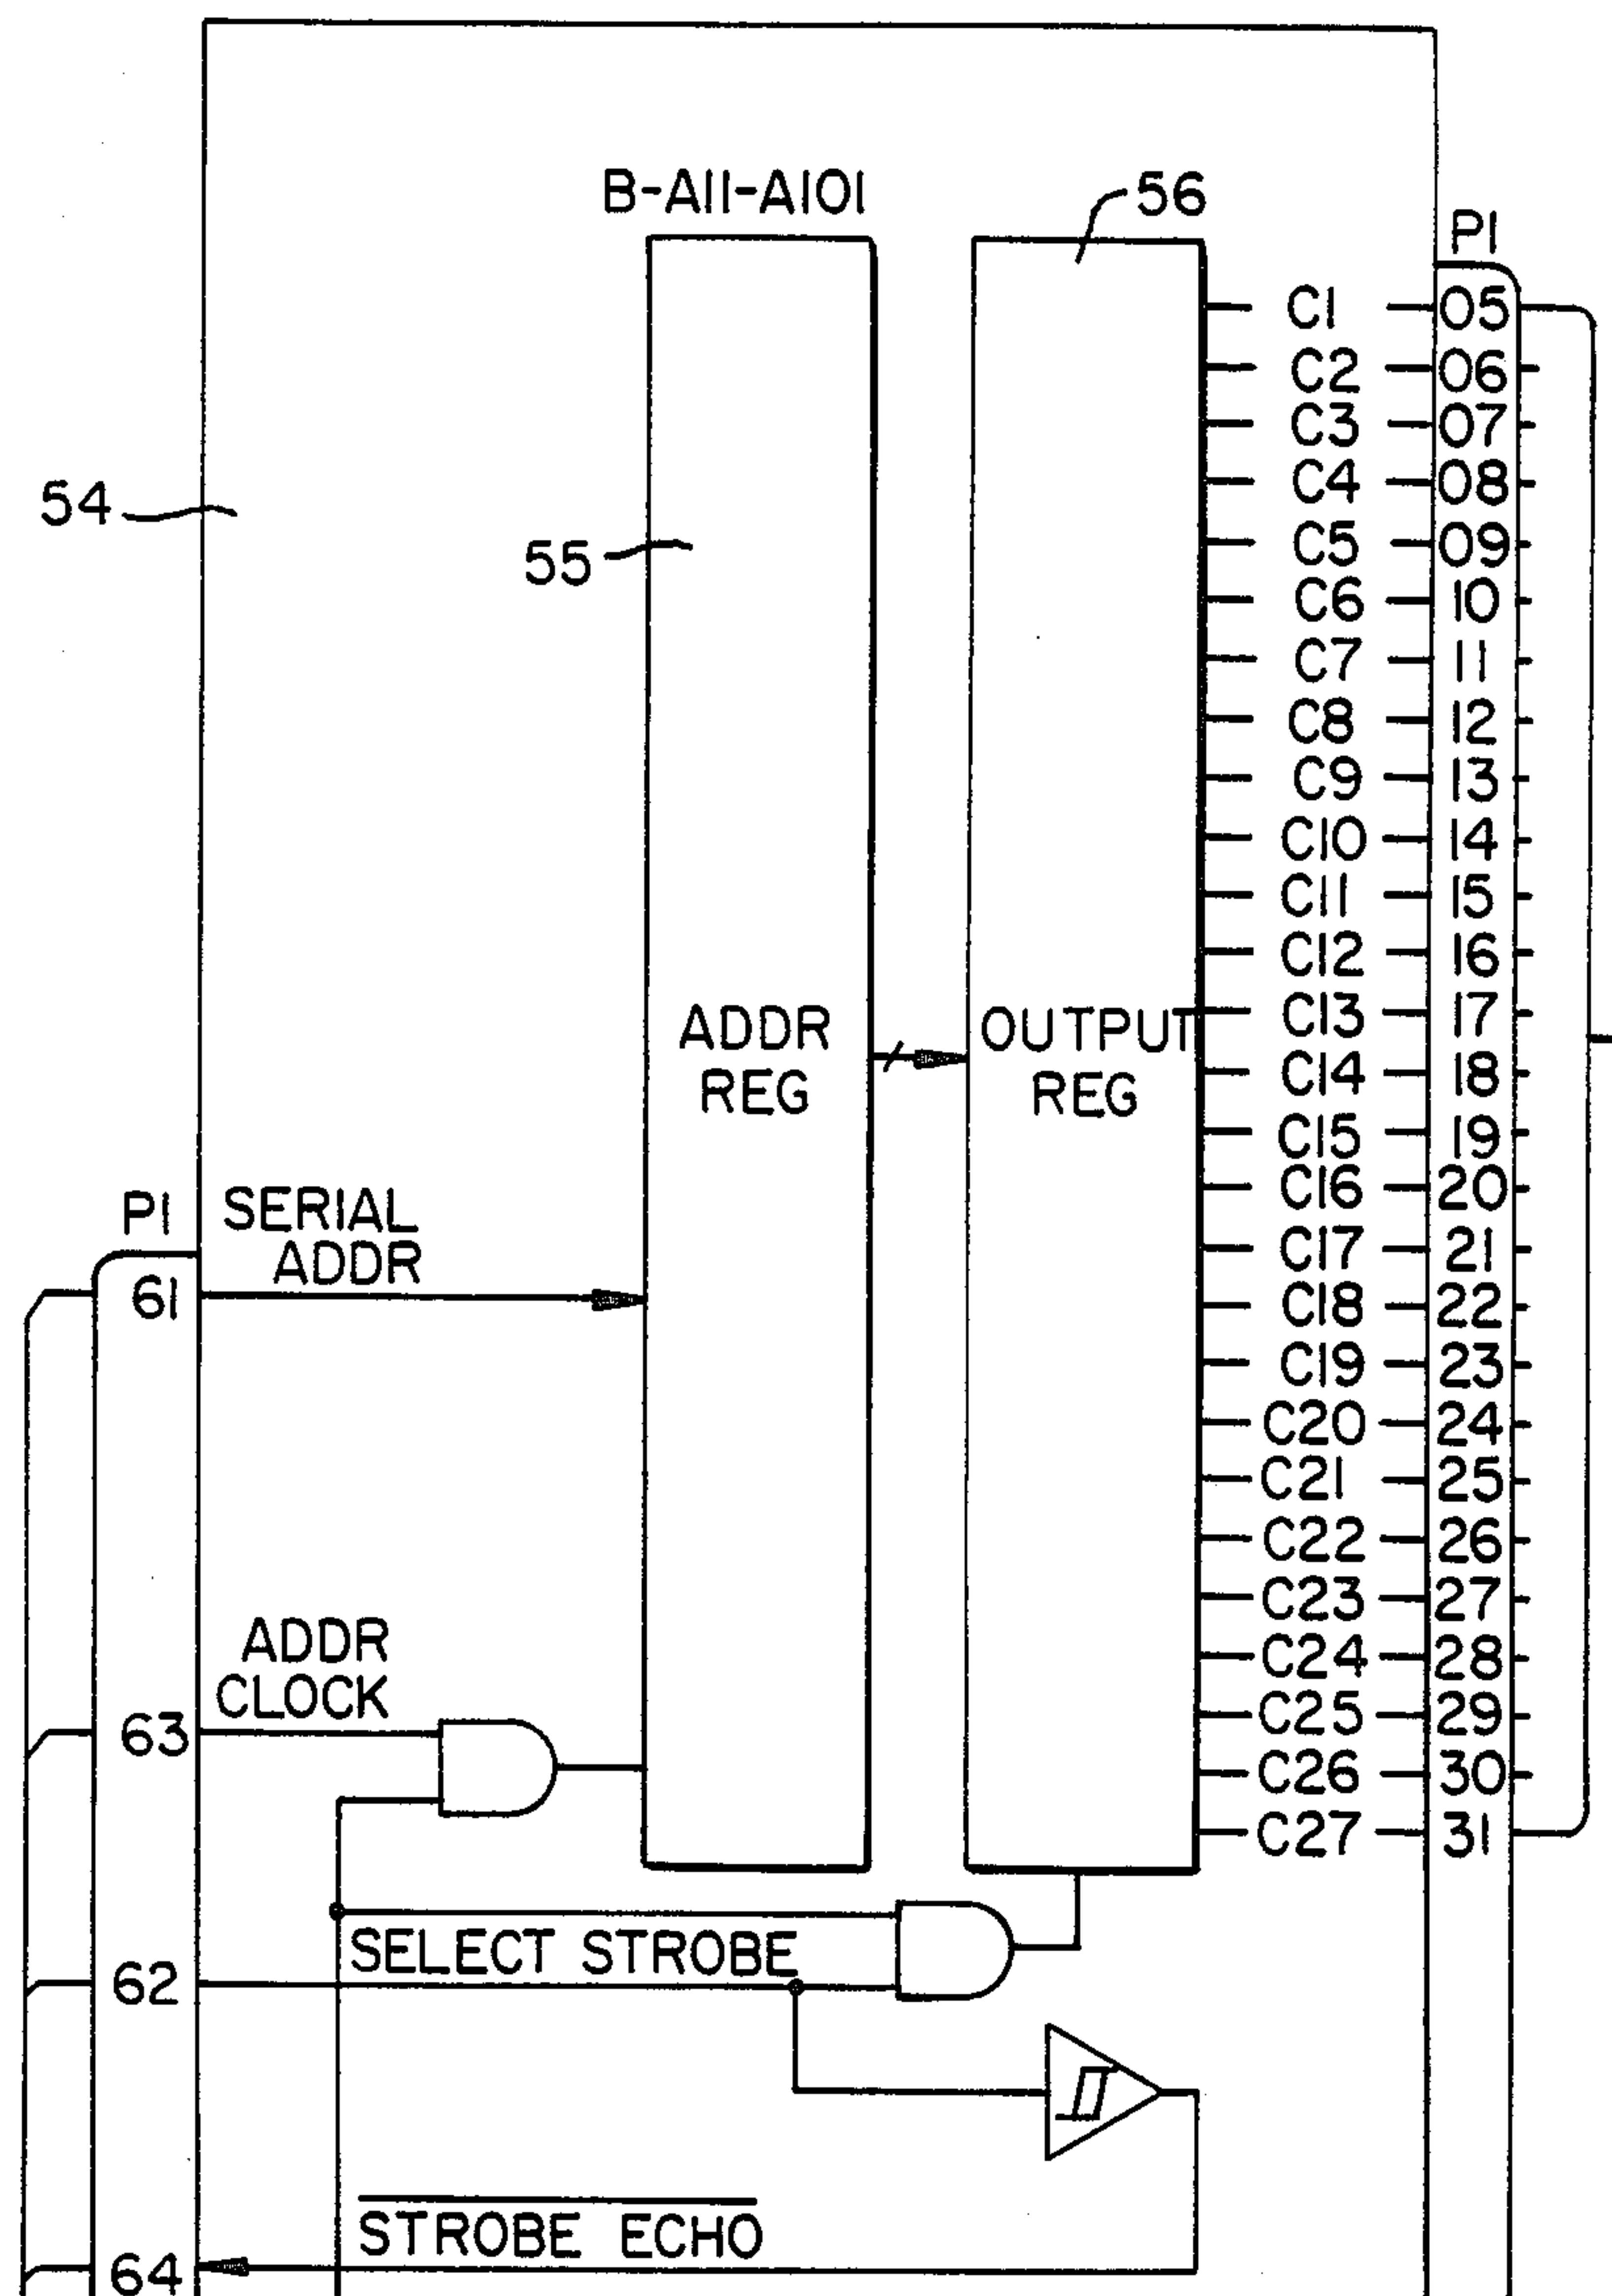 B-A11-A101
56
P1
C1 05
C2 06
C3 07
C4 08
54
C5 09
55
C6 10
C7 11
C8 12
C9 13
C10 14
C11 15
C12 16
C13 17
ADDR
REG
OUTPUT
REG
C14 18
C15 19
C16 20
P1
SERIAL
ADDR
61
C17 21
C18 22
C19 23
C20 24
C21 25
C22 26
C23 27
C24 28
ADDR
CLOCK
63
C25 29
C26 30
C27 31
SELECT STROBE
62
STROBE ECHO
64